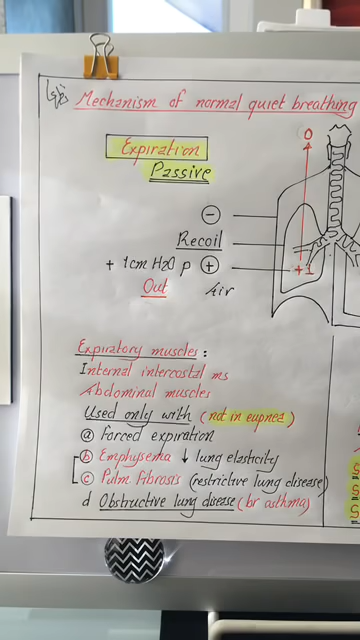 Mechanism of normal quiet breathing
Expiration
Passive
0
−
Recoil
+ 1cm H2O P +
+1
Out
Air
Expiratory muscles:
Internal intercostal ms
Abdominal muscles
Used only with (not in eupnea)
ⓐ Forced expiration
ⓑ Emphysema ↓ lung elasticity
ⓒ Pulm Fibrosis (restrictive lung disease)
d Obstructive lung disease (br asthma)
S
S
S